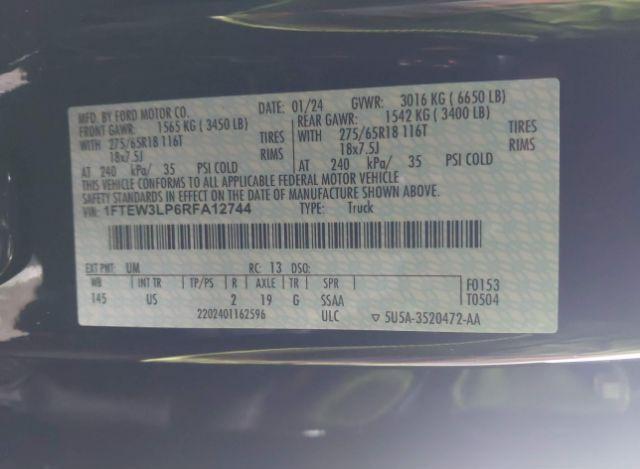 MFD. BY FORD MOTOR CO. DATE: 01/24 GVWR: 3016 KG ( 6650 LB)
FRONT GAWR: 1565 KG ( 3450 LB) REAR GAWR: 1542 KG ( 3400 LB)
WITH 275/65R18 116T TIRES WITH 275/65R18 116T TIRES
18x7.5J RIMS 18x7.5J RIMS
AT 240 kPa/ 35 PSI COLD AT 240 kPa/ 35 PSI COLD
THIS VEHICLE CONFORMS TO ALL APPLICABLE FEDERAL MOTOR VEHICLE
SAFETY STANDARDS IN EFFECT ON THE DATE OF MANUFACTURE SHOWN ABOVE.
VIN: 1FTEW3LP6RFA12744 TYPE: Truck
EXT PNT: UM RC: 13 DSO:
WB INT TR TP/PS R AXLE TR SPR F0153
145 US 2 19 G SSAA T0504
2202401162596 ULC ▽ 5U5A-3520472-AA